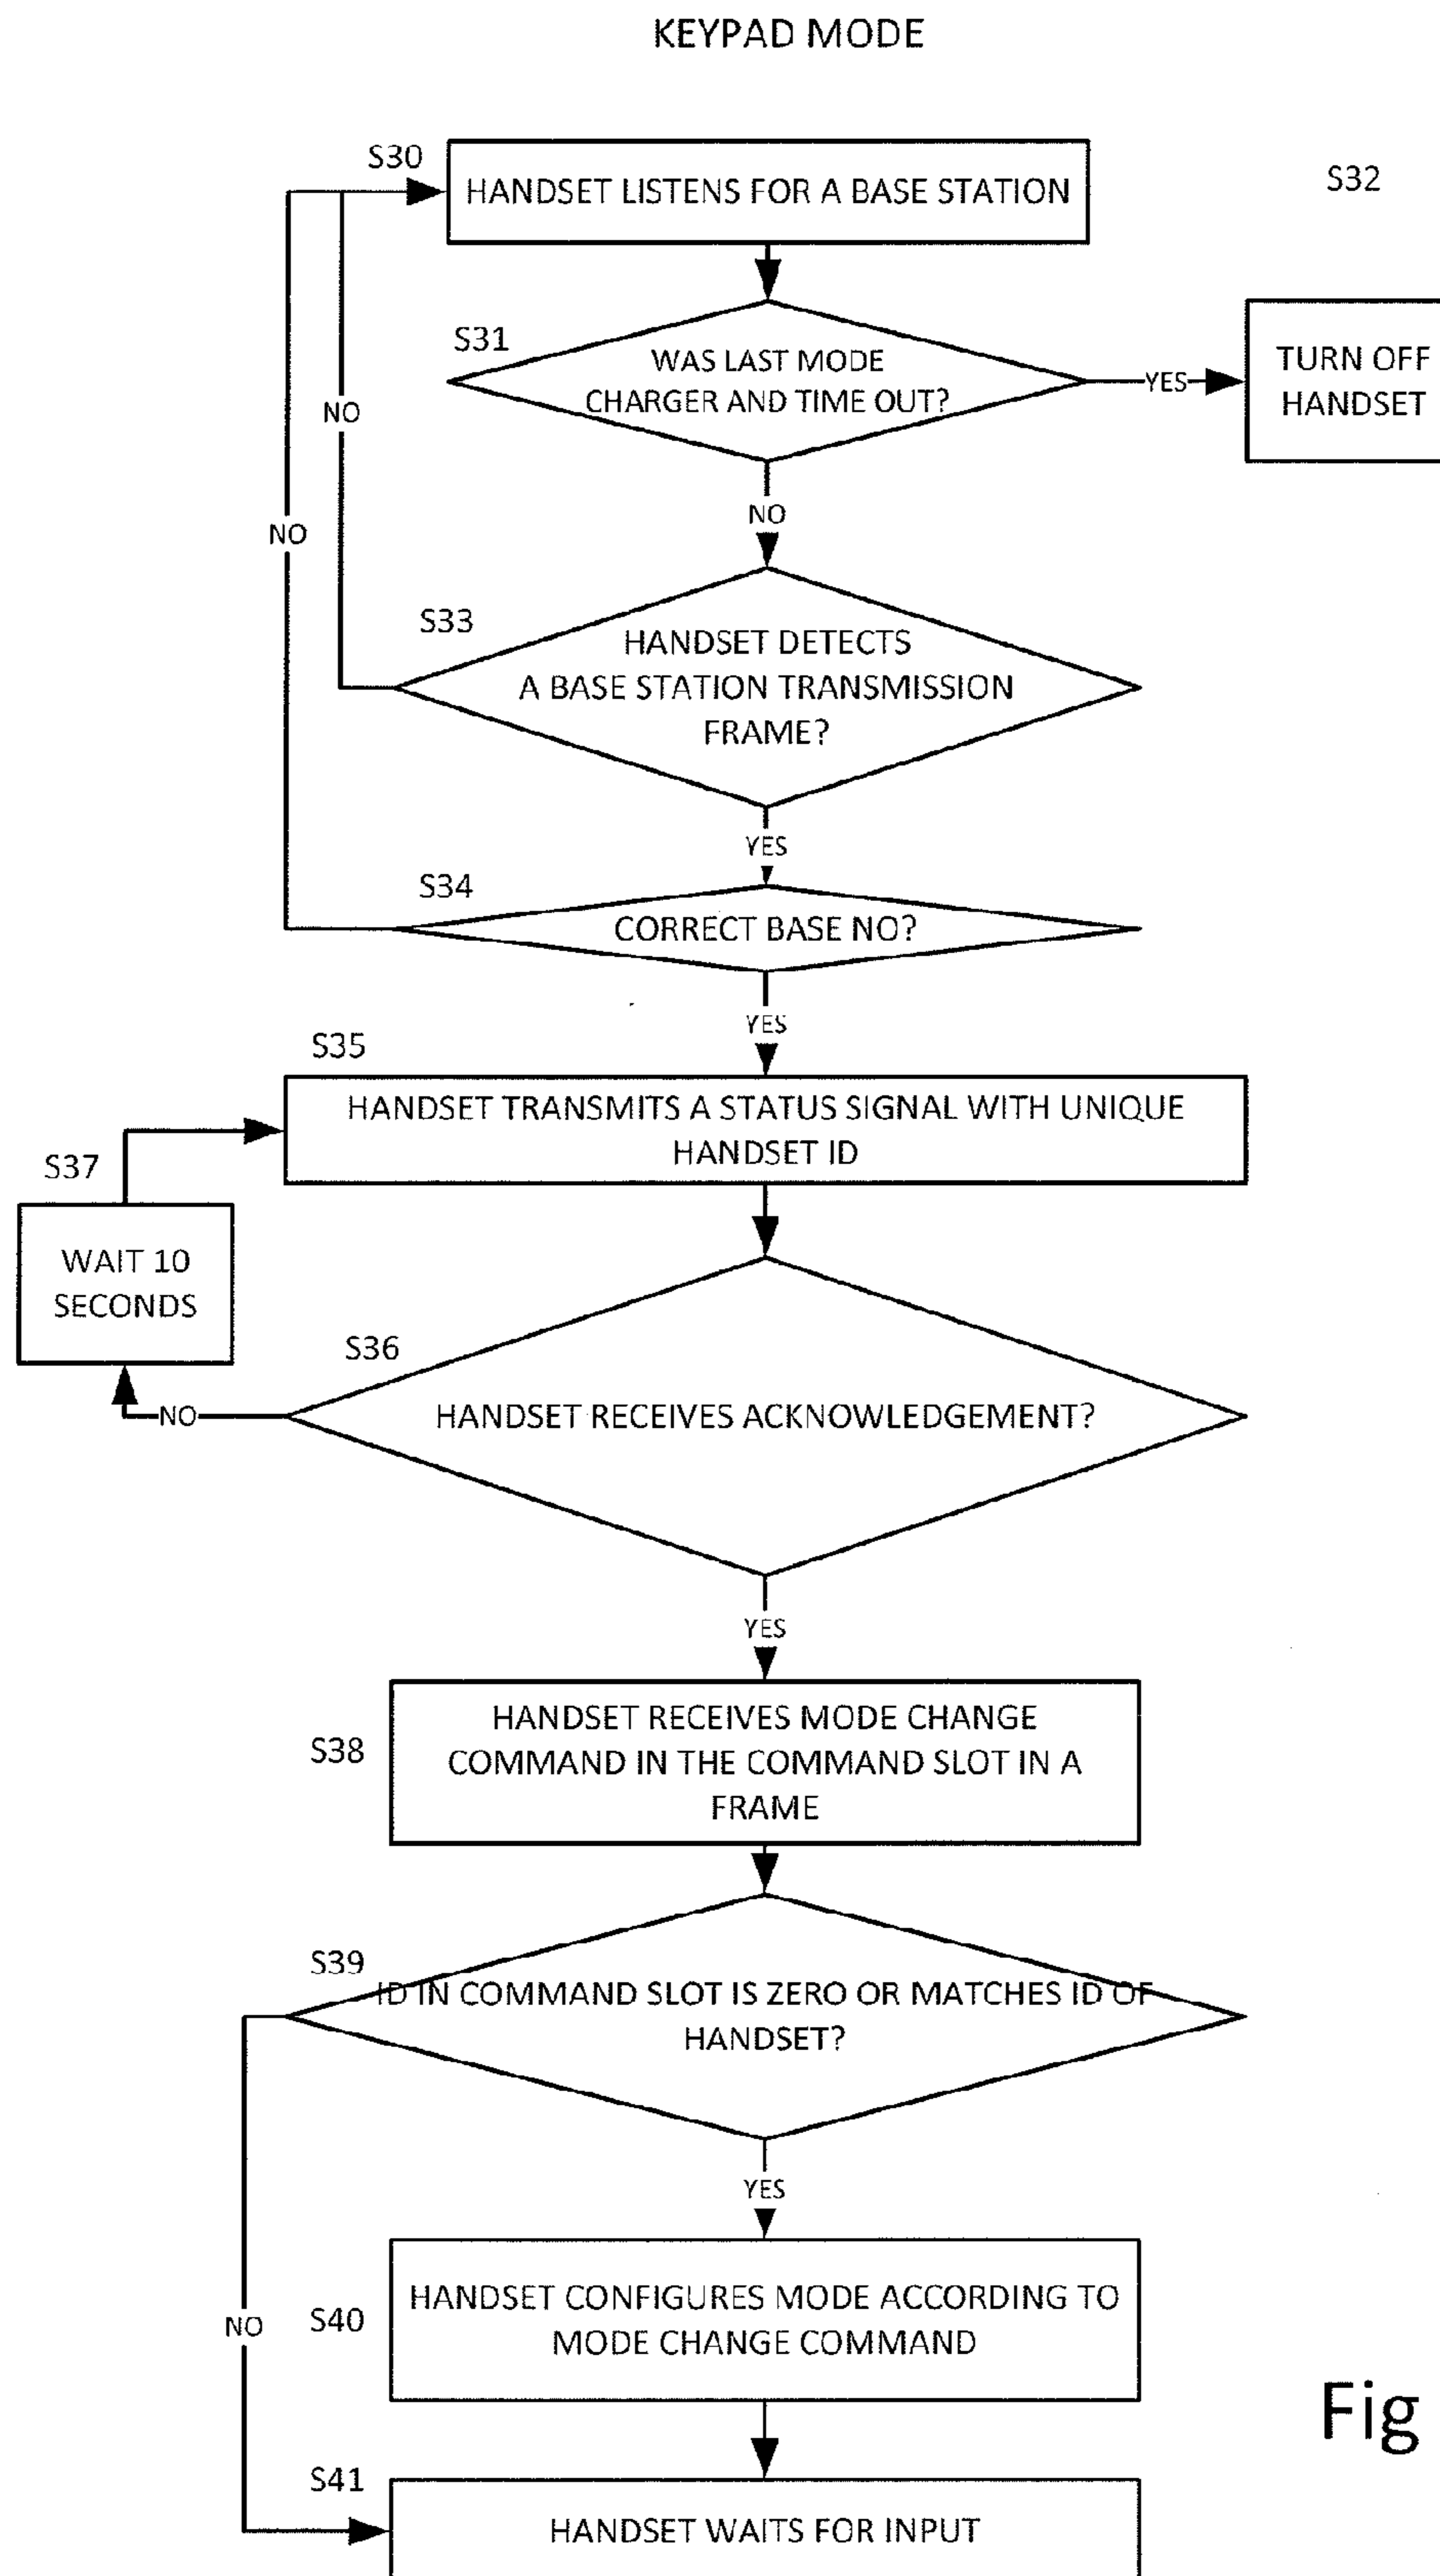 KEYPAD MODE
S30
HANDSET LISTENS FOR A BASE STATION
S32
S31
WAS LAST MODE
CHARGER AND TIME OUT?
YES
TURN OFF
HANDSET
NO
NO
NO
S33
HANDSET DETECTS
A BASE STATION TRANSMISSION
FRAME?
YES
S34
CORRECT BASE NO?
YES
S35
HANDSET TRANSMITS A STATUS SIGNAL WITH UNIQUE
HANDSET ID
S37
WAIT 10
SECONDS
S36
NO
HANDSET RECEIVES ACKNOWLEDGEMENT?
YES
S38
HANDSET RECEIVES MODE CHANGE
COMMAND IN THE COMMAND SLOT IN A
FRAME
S39
ID IN COMMAND SLOT IS ZERO OR MATCHES ID OF
HANDSET?
YES
NO
S40
HANDSET CONFIGURES MODE ACCORDING TO
MODE CHANGE COMMAND
Fig
S41
HANDSET WAITS FOR INPUT